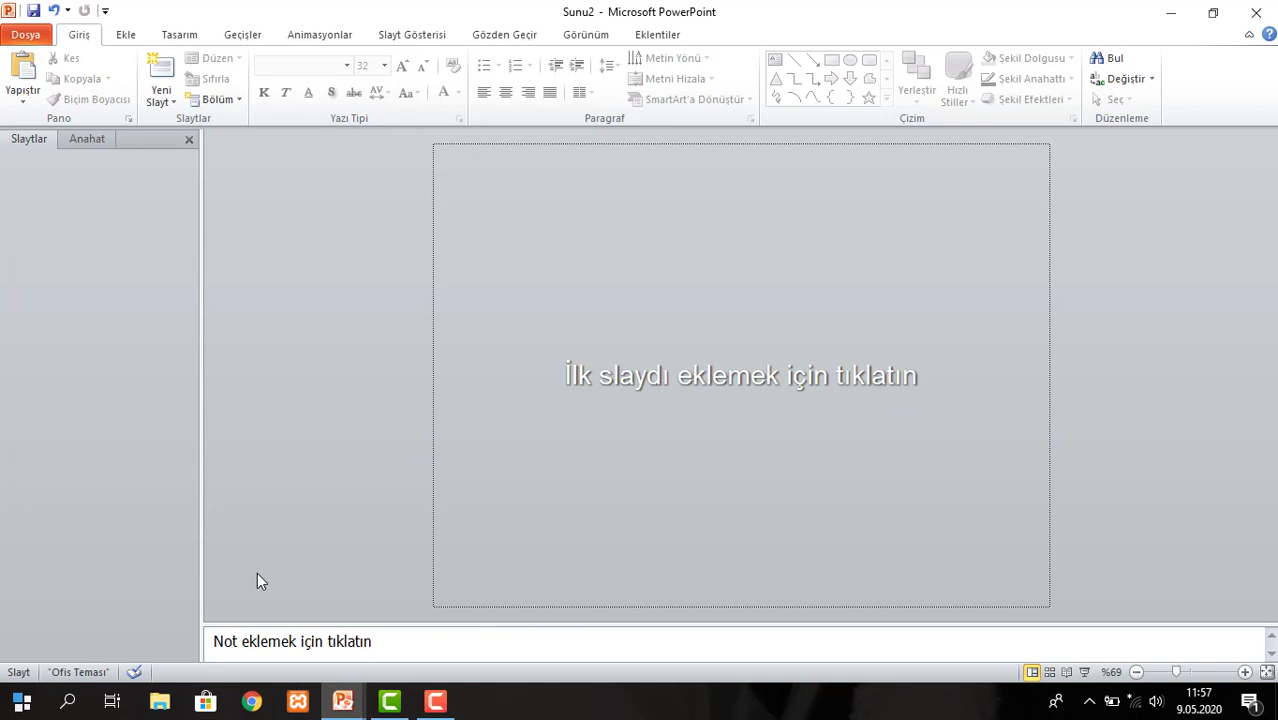 Sunu2 - Microsoft PowerPoint
Dosya Giriş Ekle Tasarım Geçişler Animasyonlar Slayt Gösterisi Gözden Geçir Görünüm Eklentiler
Yapıştır
Kes
Kopyala
Biçim Boyacısı
Pano
Yeni
Slayt
Düzen
Sıfırla
Bölüm
Slaytlar
32
K T A S abc AV Aa A
Yazı Tipi
Metin Yönü
Metni Hizala
SmartArt'a Dönüştür
Paragraf
Yerleştir
Hızlı
Stiller
Şekil Dolgusu
Şekil Anahattı
Şekil Efektleri
Çizim
Bul
Değiştir
Seç
Düzenleme
Slaytlar Anahat
İlk slaydı eklemek için tıklatın
Not eklemek için tıklatın
Slayt "Ofis Teması" %69
11:57
9.05.2020
1